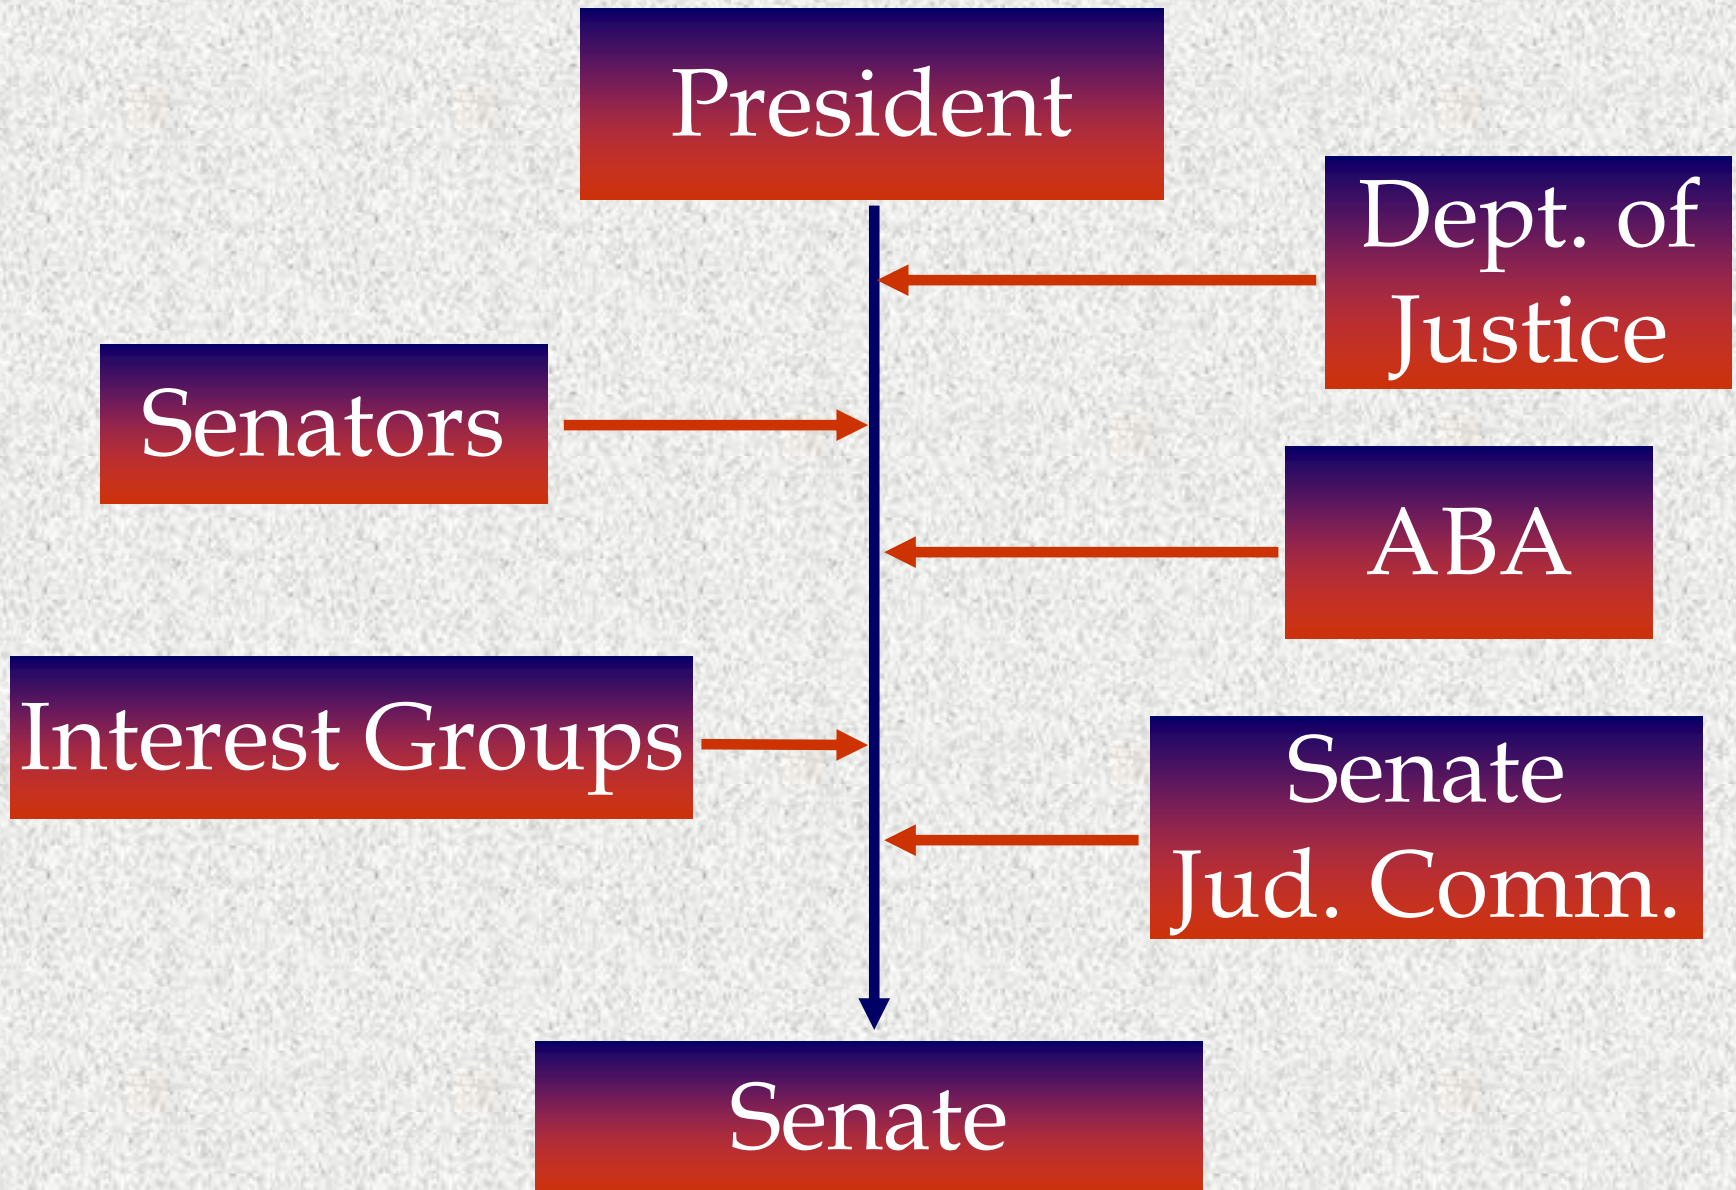 President
Dept. of
Justice
Senators
ABA
Interest Groups
Senate
Jud. Comm.
Senate